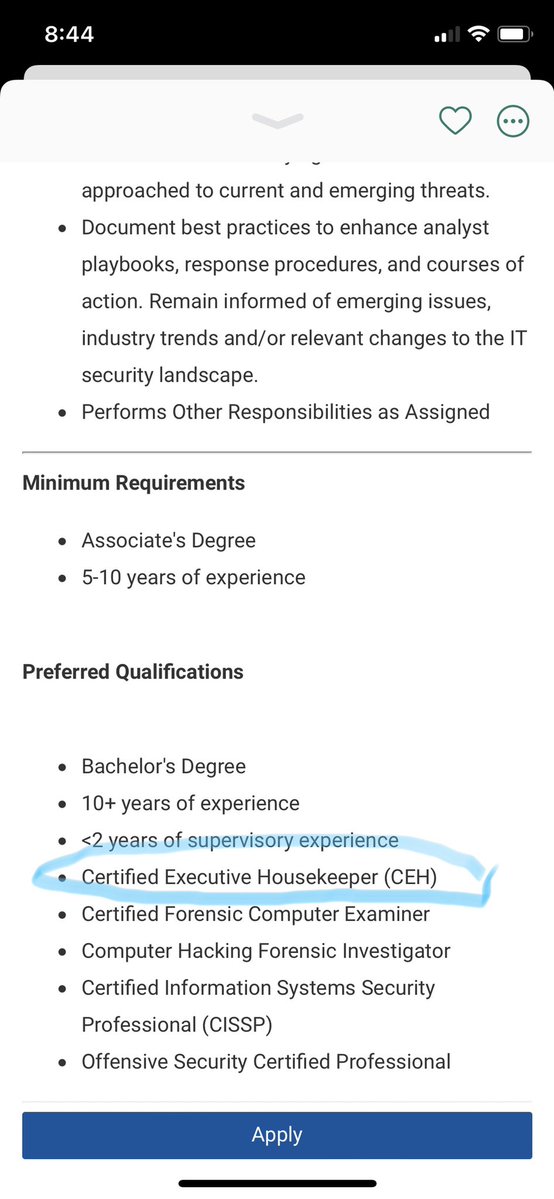 8:44
approached to current and emerging threats.
• Document best practices to enhance analyst
playbooks, response procedures, and courses of
action. Remain informed of emerging issues,
industry trends and/or relevant changes to the IT
security landscape.
• Performs Other Responsibilities as Assigned
Minimum Requirements
• Associate's Degree
• 5-10 years of experience
Preferred Qualifications
• Bachelor's Degree
• 10+ years of experience
• <2 years of supervisory experience
• Certified Executive Housekeeper (CEH)
• Certified Forensic Computer Examiner
• Computer Hacking Forensic Investigator
• Certified Information Systems Security
Professional (CISSP)
• Offensive Security Certified Professional
Apply